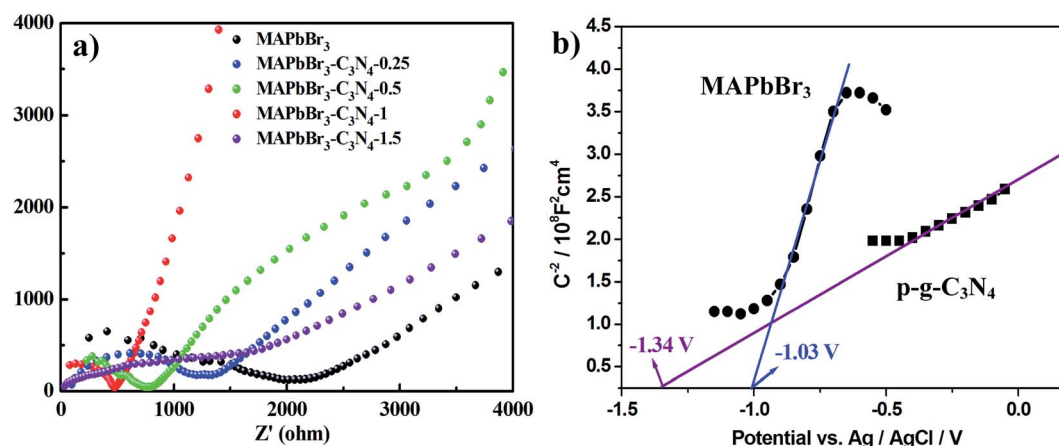 a)
4000
3000
2000
1000
0
MAPbBr₃
MAPbBr₃-C₃N₄-0.25
MAPbBr₃-C₃N₄-0.5
MAPbBr₃-C₃N₄-1
MAPbBr₃-C₃N₄-1.5
0 1000 2000 3000 4000
Z' (ohm)
b)
4.5
4.0
3.5
3.0
2.5
2.0
1.5
1.0
0.5
C⁻² / 10⁸F²cm⁴
MAPbBr₃
p-g-C₃N₄
-1.34 V
-1.03 V
-1.5 -1.0 -0.5 0.0
Potential vs. Ag / AgCl / V